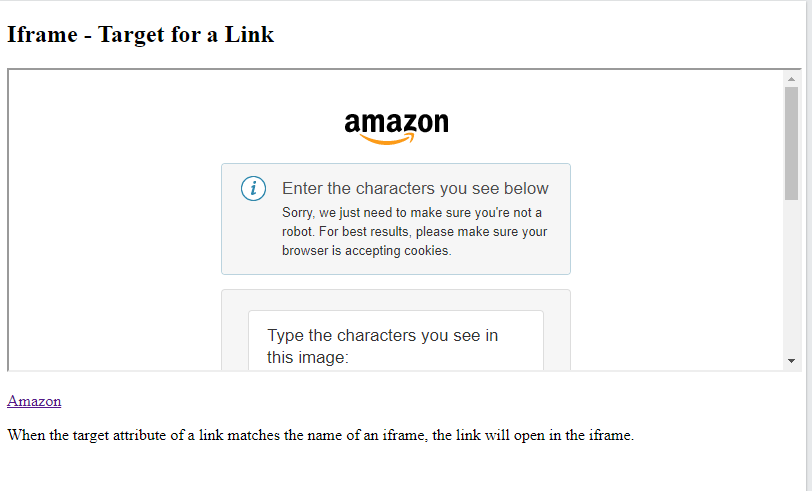 Iframe - Target for a Link
amazon
i
Enter the characters you see below
Sorry, we just need to make sure you're not a
robot. For best results, please make sure your
browser is accepting cookies.
Type the characters you see in
this image:
Amazon
When the target attribute of a link matches the name of an iframe, the link will open in the iframe.